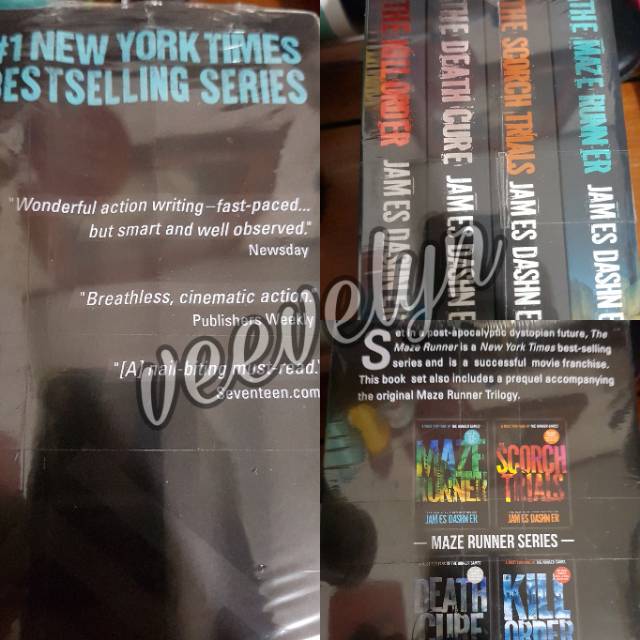 #1 NEW YORK TIMES
BESTSELLING SERIES
"Wonderful action writing—fast-paced...
but smart and well observed."
Newsday
"Breathless, cinematic action.
Publishers Weekly
"[A] nail-biting must-read."
Seventeen.com
THE KILL ORDER JAMES DASHNE
THE DEATH CURE JAMES DASHNE
THE SCORCH TRIALS JAMES DASHNE
THE MAZE RUNNER JAMES DASHNE
veevelyn
Set in a post-apocalyptic dystopian future, The
Maze Runner is a New York Times best-selling
series and is a successful movie franchise.
This book set also includes a prequel accompanying
the original Maze Runner Trilogy.
MAZE
RUNNER
JAMES DASHNER
SCORCH
TRIALS
JAMES DASHNER
MAZE RUNNER SERIES
DEATH
CURE
KILL
ORDER